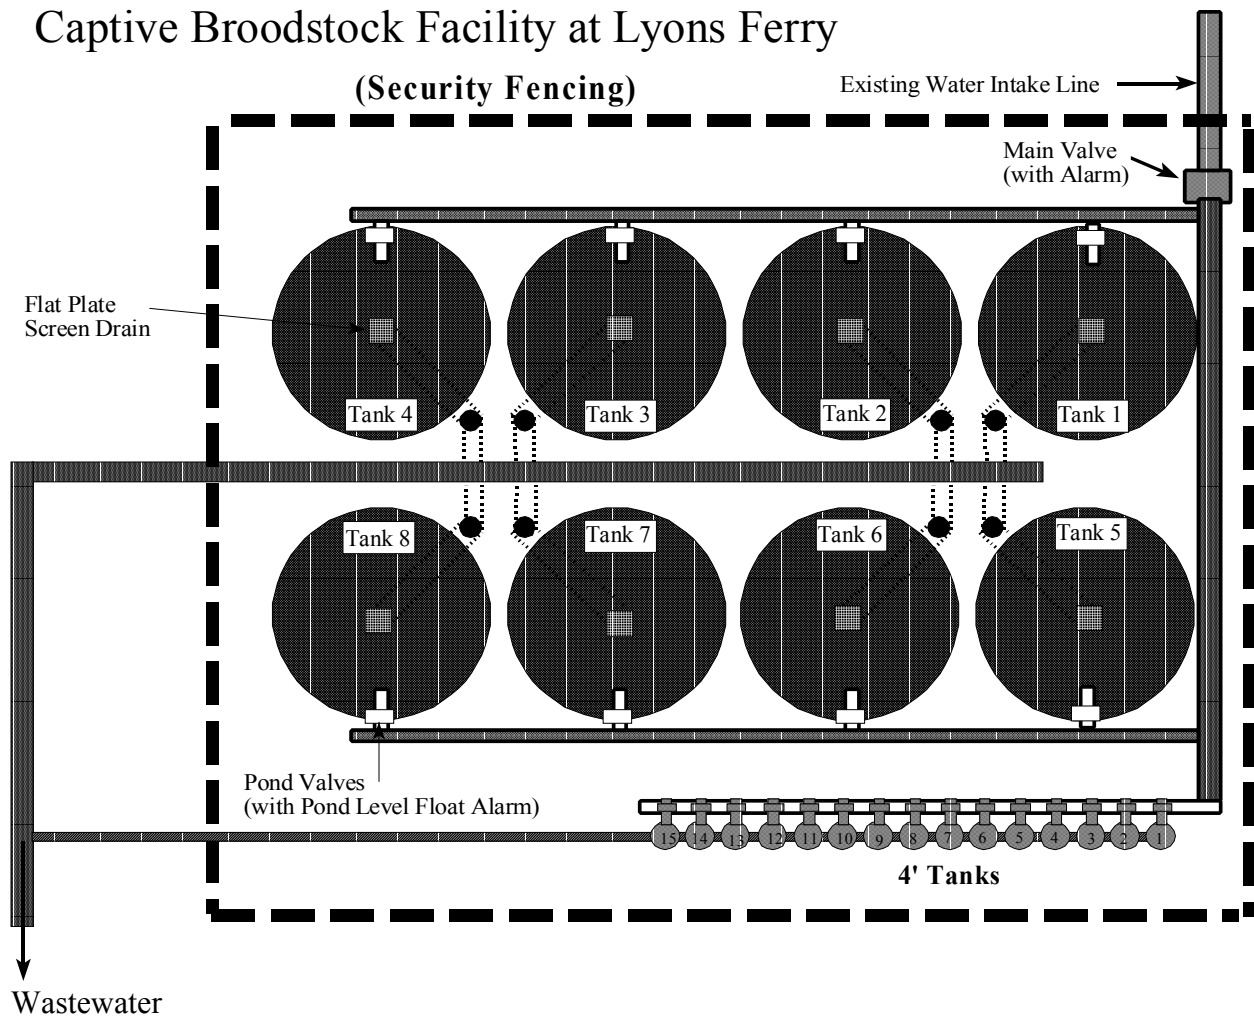 Captive Broodstock Facility at Lyons Ferry
(Security Fencing)
Existing Water Intake Line
Main Valve
(with Alarm)
Flat Plate
Screen Drain
Tank 4
Tank 3
Tank 2
Tank 1
Tank 8
Tank 7
Tank 6
Tank 5
Pond Valves
(with Pond Level Float Alarm)
15 14 13 12 11 10 9 8 7 6 5 4 3 2 1
4' Tanks
Wastewater